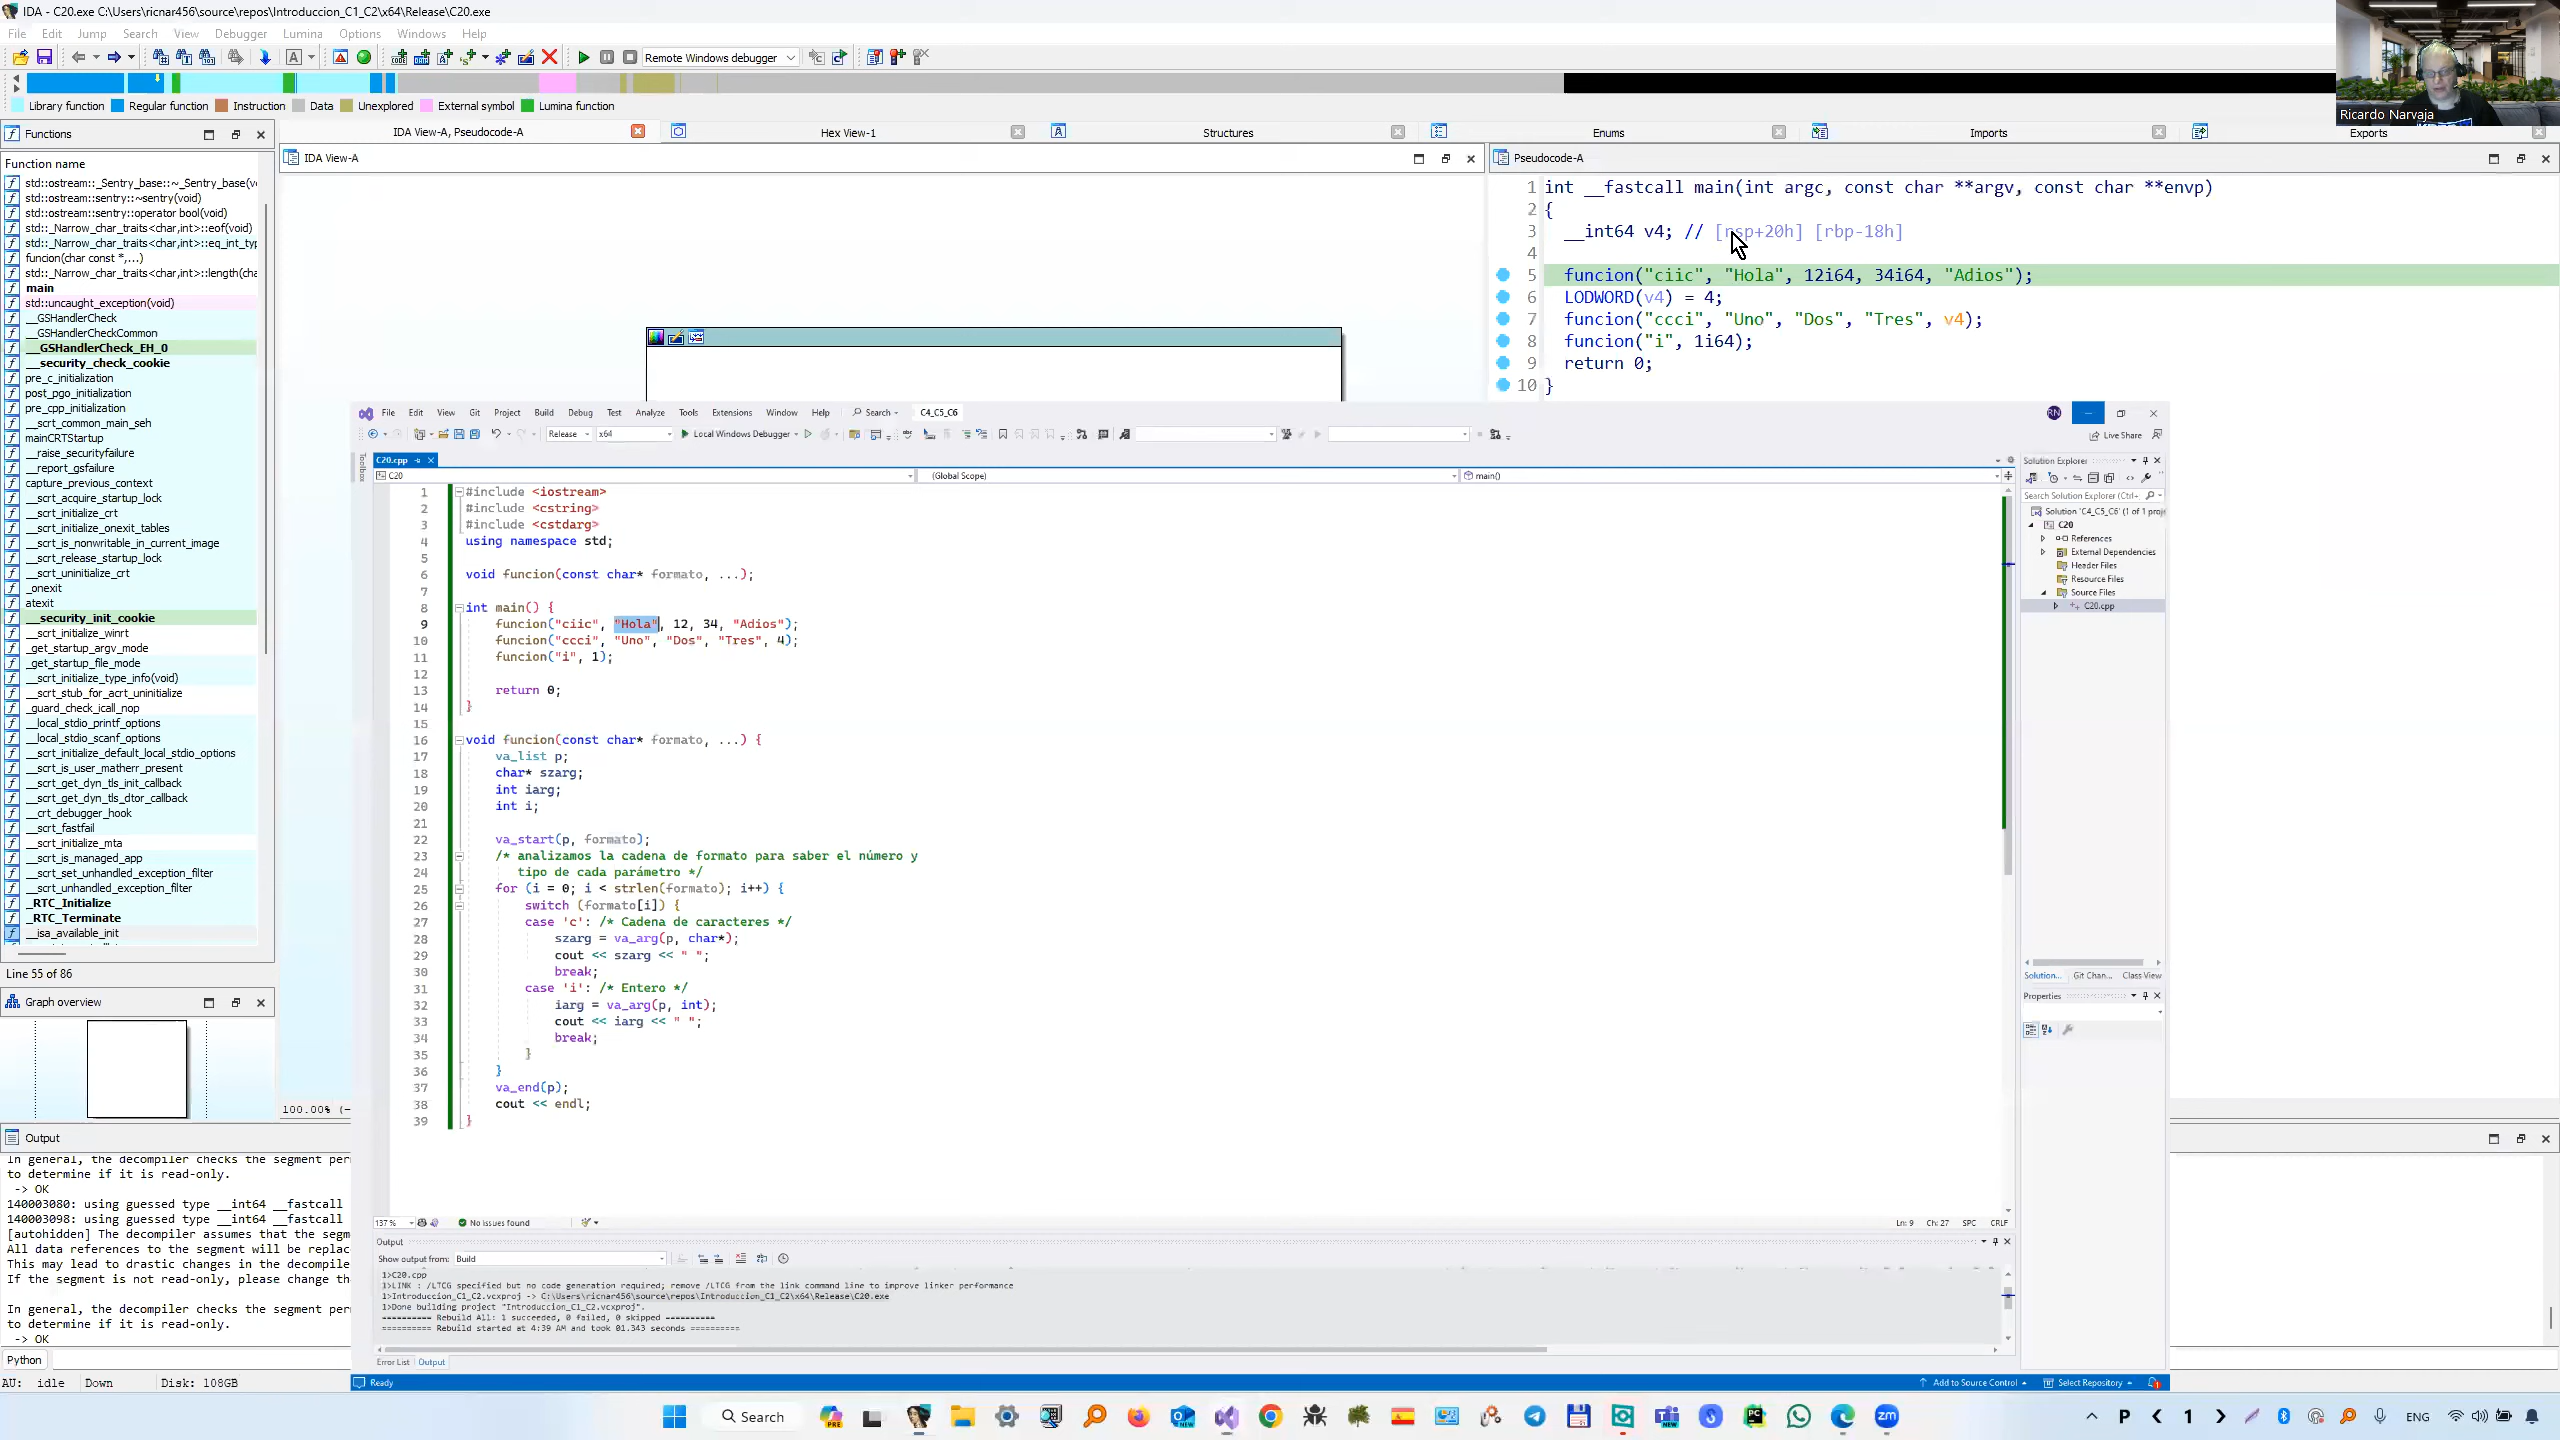 IDA - C20.exe C:\Users\ricnar456\source\repos\Introduccion_C1_C2\x64\Release\C20.exe
File Edit Jump Search View Debugger Lumina Options Windows Help
Remote Windows debugger
Library function Regular function Instruction Data Unexplored External symbol Lumina function
Ricardo Narvaja
Functions
IDA View-A, Pseudocode-A
Hex View-1
Structures
Enums
Imports
Exports
Function name
std::ostream::_Sentry_base::~_Sentry_base(v
std::ostream::sentry::~sentry(void)
std::ostream::sentry::operator bool(void)
std::_Narrow_char_traits<char,int>::eof(void)
std::_Narrow_char_traits<char,int>::eq_int_typ
funcion(char const *,...)
std::_Narrow_char_traits<char,int>::length(cha
main
std::uncaught_exception(void)
__GSHandlerCheck
__GSHandlerCheckCommon
__GSHandlerCheck_EH_0
__security_check_cookie
pre_c_initialization
post_pgo_initialization
pre_cpp_initialization
__scrt_common_main_seh
mainCRTStartup
__raise_securityfailure
__report_gsfailure
capture_previous_context
__scrt_acquire_startup_lock
__scrt_initialize_crt
__scrt_initialize_onexit_tables
__scrt_is_nonwritable_in_current_image
__scrt_release_startup_lock
__scrt_uninitialize_crt
_onexit
atexit
__security_init_cookie
__scrt_initialize_winrt
_get_startup_argv_mode
_get_startup_file_mode
__scrt_initialize_type_info(void)
__scrt_stub_for_acrt_uninitialize
_guard_check_icall_nop
__local_stdio_printf_options
__local_stdio_scanf_options
__scrt_initialize_default_local_stdio_options
__scrt_is_user_matherr_present
__scrt_get_dyn_tls_init_callback
__scrt_get_dyn_tls_dtor_callback
__crt_debugger_hook
__scrt_fastfail
__scrt_initialize_mta
__scrt_is_managed_app
__scrt_set_unhandled_exception_filter
__scrt_unhandled_exception_filter
_RTC_Initialize
_RTC_Terminate
__isa_available_init
Line 55 of 86
Graph overview
100.00% (-
IDA View-A
Pseudocode-A
1 int __fastcall main(int argc, const char **argv, const char **envp)
2 {
3 __int64 v4; // [rsp+20h] [rbp-18h]
4
5 funcion("ciic", "Hola", 12i64, 34i64, "Adios");
6 LODWORD(v4) = 4;
7 funcion("ccci", "Uno", "Dos", "Tres", v4);
8 funcion("i", 1i64);
9 return 0;
10 }
File Edit View Git Project Build Debug Test Analyze Tools Extensions Window Help Search C4_C5_C6 RN
Release x64 Local Windows Debugger Live Share
Toolbox
C20.cpp
C20 (Global Scope) main()
1 #include <iostream>
2 #include <cstring>
3 #include <cstdarg>
4 using namespace std;
5
6 void funcion(const char* formato, ...);
7
8 int main() {
9 funcion("ciic", "Hola", 12, 34, "Adios");
10 funcion("ccci", "Uno", "Dos", "Tres", 4);
11 funcion("i", 1);
12
13 return 0;
14 }
15
16 void funcion(const char* formato, ...) {
17 va_list p;
18 char* szarg;
19 int iarg;
20 int i;
21
22 va_start(p, formato);
23 /* analizamos la cadena de formato para saber el número y
24 tipo de cada parámetro */
25 for (i = 0; i < strlen(formato); i++) {
26 switch (formato[i]) {
27 case 'c': /* Cadena de caracteres */
28 szarg = va_arg(p, char*);
29 cout << szarg << " ";
30 break;
31 case 'i': /* Entero */
32 iarg = va_arg(p, int);
33 cout << iarg << " ";
34 break;
35 }
36 }
37 va_end(p);
38 cout << endl;
39 }
137 % No issues found Ln: 9 Ch: 27 SPC CRLF
Output
Show output from: Build
1>C20.cpp
1>LINK : /LTCG specified but no code generation required; remove /LTCG from the link command line to improve linker performance
1>Introduccion_C1_C2.vcxproj -> C:\Users\ricnar456\source\repos\Introduccion_C1_C2\x64\Release\C20.exe
1>Done building project "Introduccion_C1_C2.vcxproj".
========== Rebuild All: 1 succeeded, 0 failed, 0 skipped ==========
========== Rebuild started at 4:39 AM and took 01.343 seconds ==========
Error List Output
Ready Add to Source Control Select Repository
Solution Explorer
Search Solution Explorer (Ctrl+
Solution 'C4_C5_C6' (1 of 1 proj
C20
References
External Dependencies
Header Files
Resource Files
Source Files
C20.cpp
Solution... Git Chan... Class View
Properties
Output
In general, the decompiler checks the segment per
to determine if it is read-only.
-> OK
140003080: using guessed type __int64 __fastcall
140003098: using guessed type __int64 __fastcall
[autohidden] The decompiler assumes that the segm
All data references to the segment will be replac
This may lead to drastic changes in the decompile
If the segment is not read-only, please change th
In general, the decompiler checks the segment per
to determine if it is read-only.
-> OK
Python
AU: idle Down Disk: 108GB
Search
PRE
NEW
PC
zm
P 1 ENG